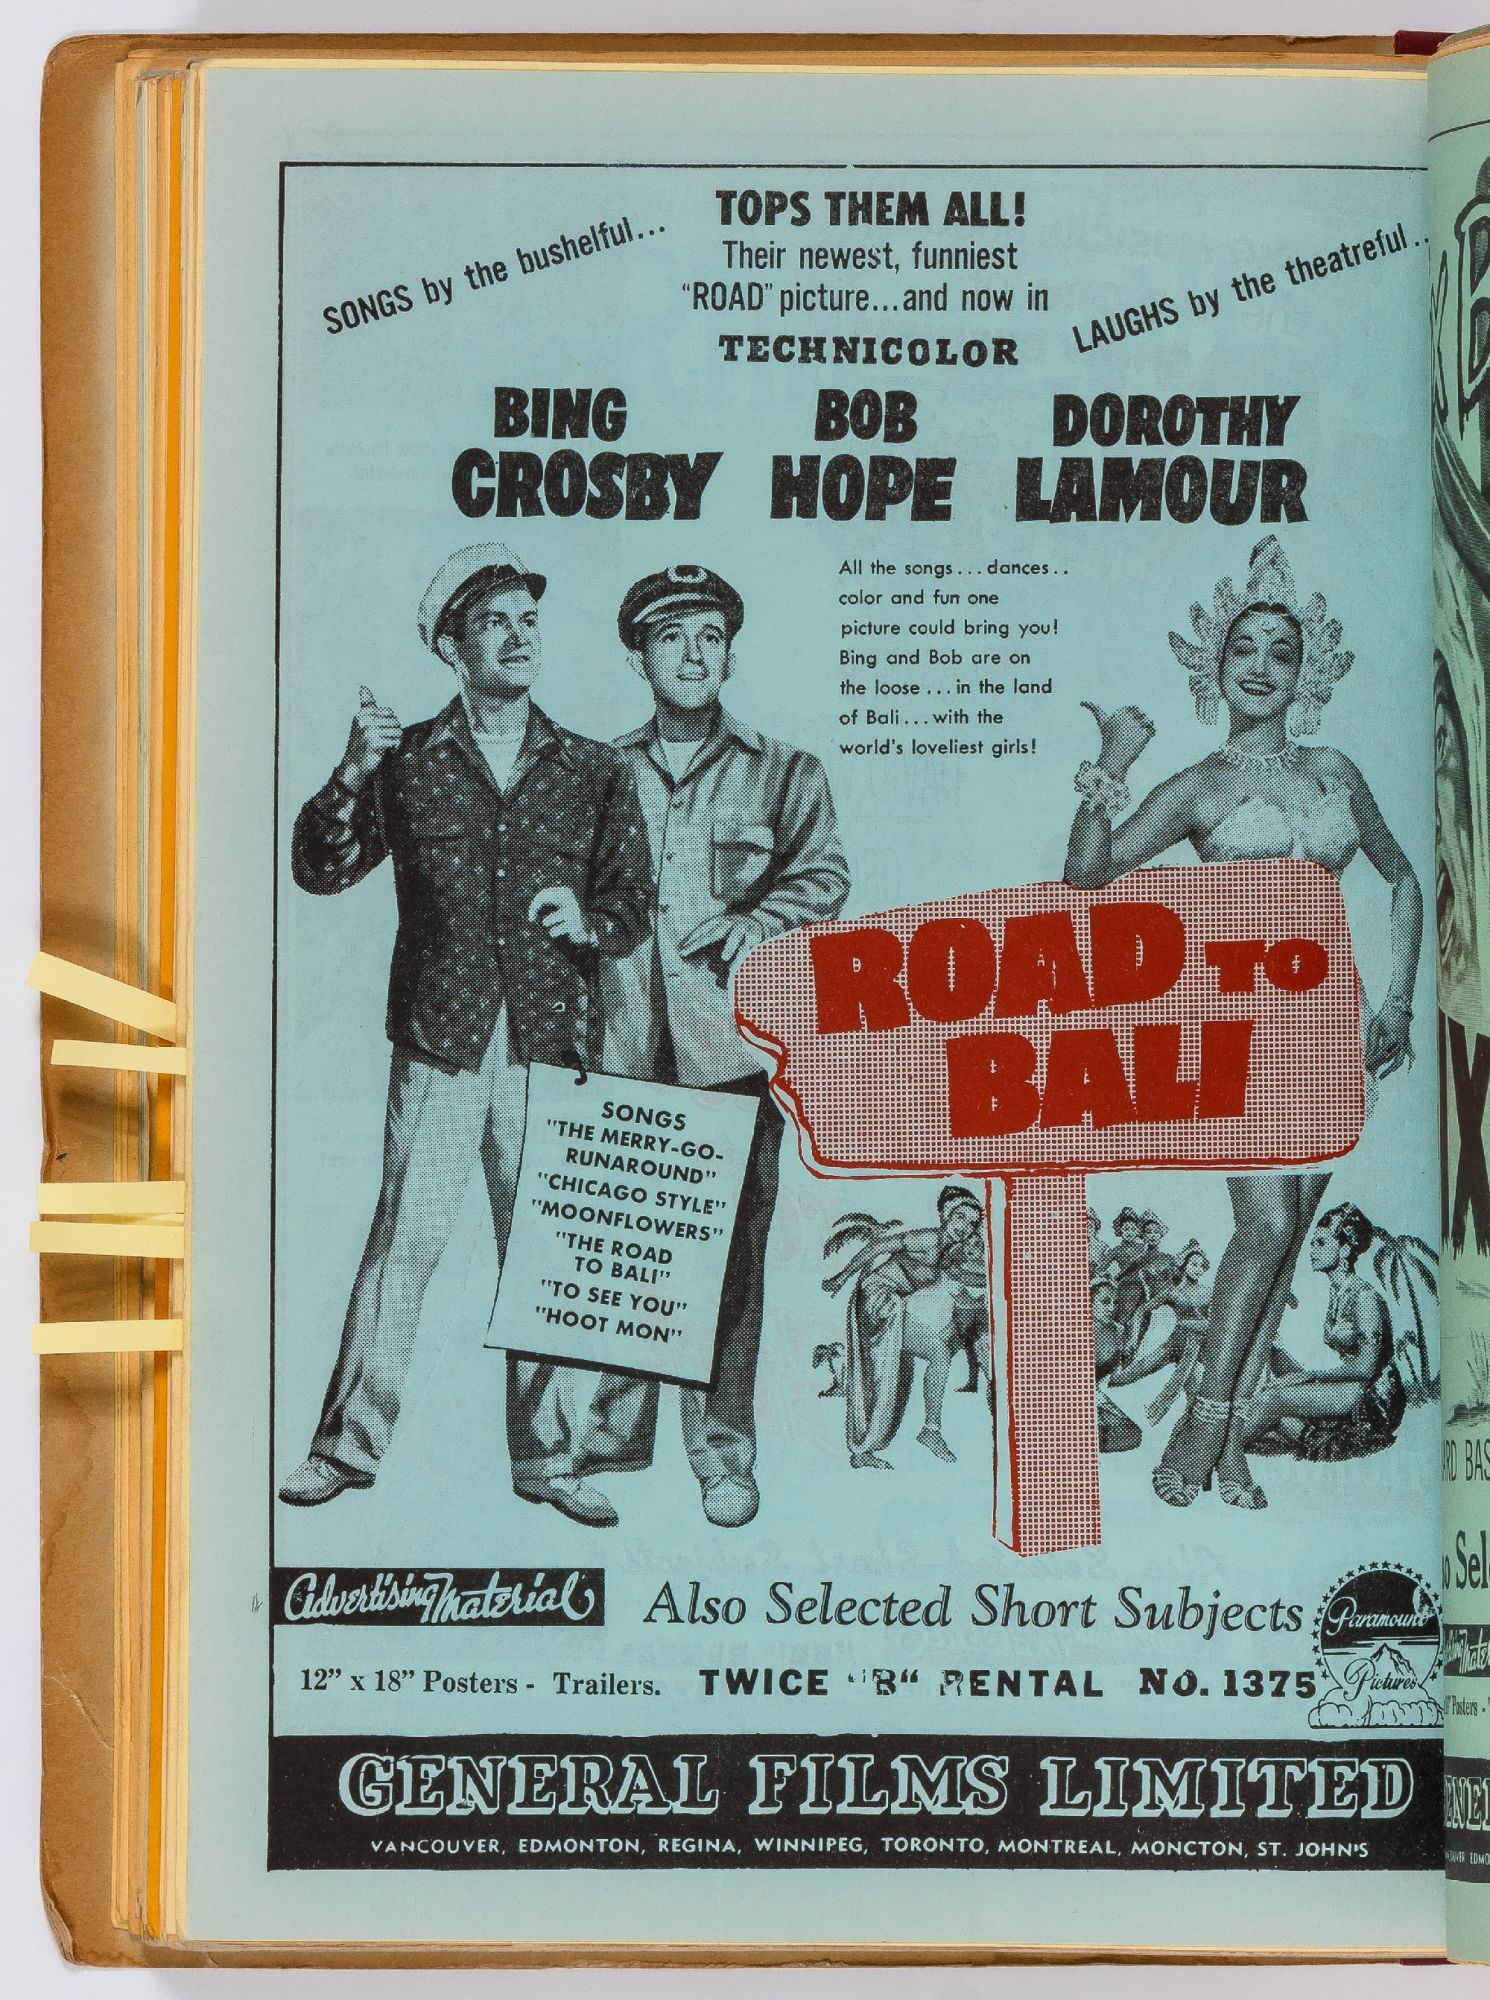 SONGS by the bushelful...
TOPS THEM ALL!
Their newest, funniest
"ROAD" picture...and now in
TECHNICOLOR
LAUGHS by the theatreful..
BING
CROSBY
BOB
HOPE
DOROTHY
LAMOUR
All the songs...dances..
color and fun one
picture could bring you!
Bing and Bob are on
the loose...in the land
of Bali...with the
world's loveliest girls!
ROAD TO
BALI
SONGS
"THE MERRY-GO-
RUNAROUND"
"CHICAGO STYLE"
"MOONFLOWERS"
"THE ROAD
TO BALI"
"TO SEE YOU"
"HOOT MON"
Advertising Material
Also Selected Short Subjects
Paramount
Pictures
12" x 18" Posters - Trailers.
TWICE "B" RENTAL No. 1375
GENERAL FILMS LIMITED
VANCOUVER, EDMONTON, REGINA, WINNIPEG, TORONTO, MONTREAL, MONCTON, ST. JOHN'S